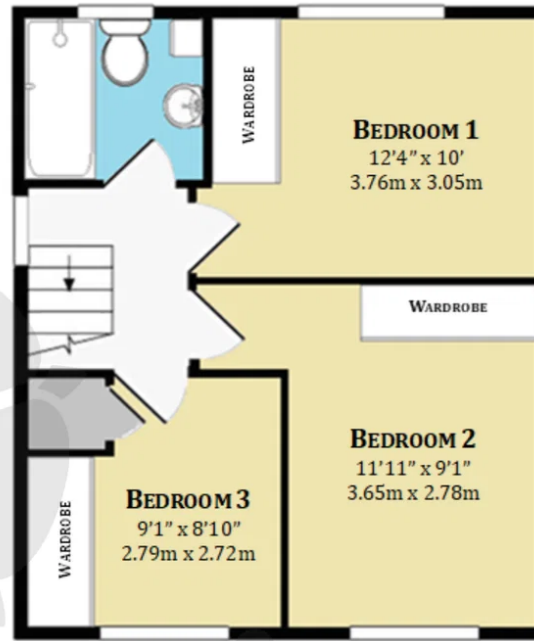 WARDROBE
BEDROOM 1
12'4" x 10'
3.76m x 3.05m
WARDROBE
BEDROOM 2
11'11" x 9'1"
3.65m x 2.78m
BEDROOM 3
9'1" x 8'10"
2.79m x 2.72m
WARDROBE